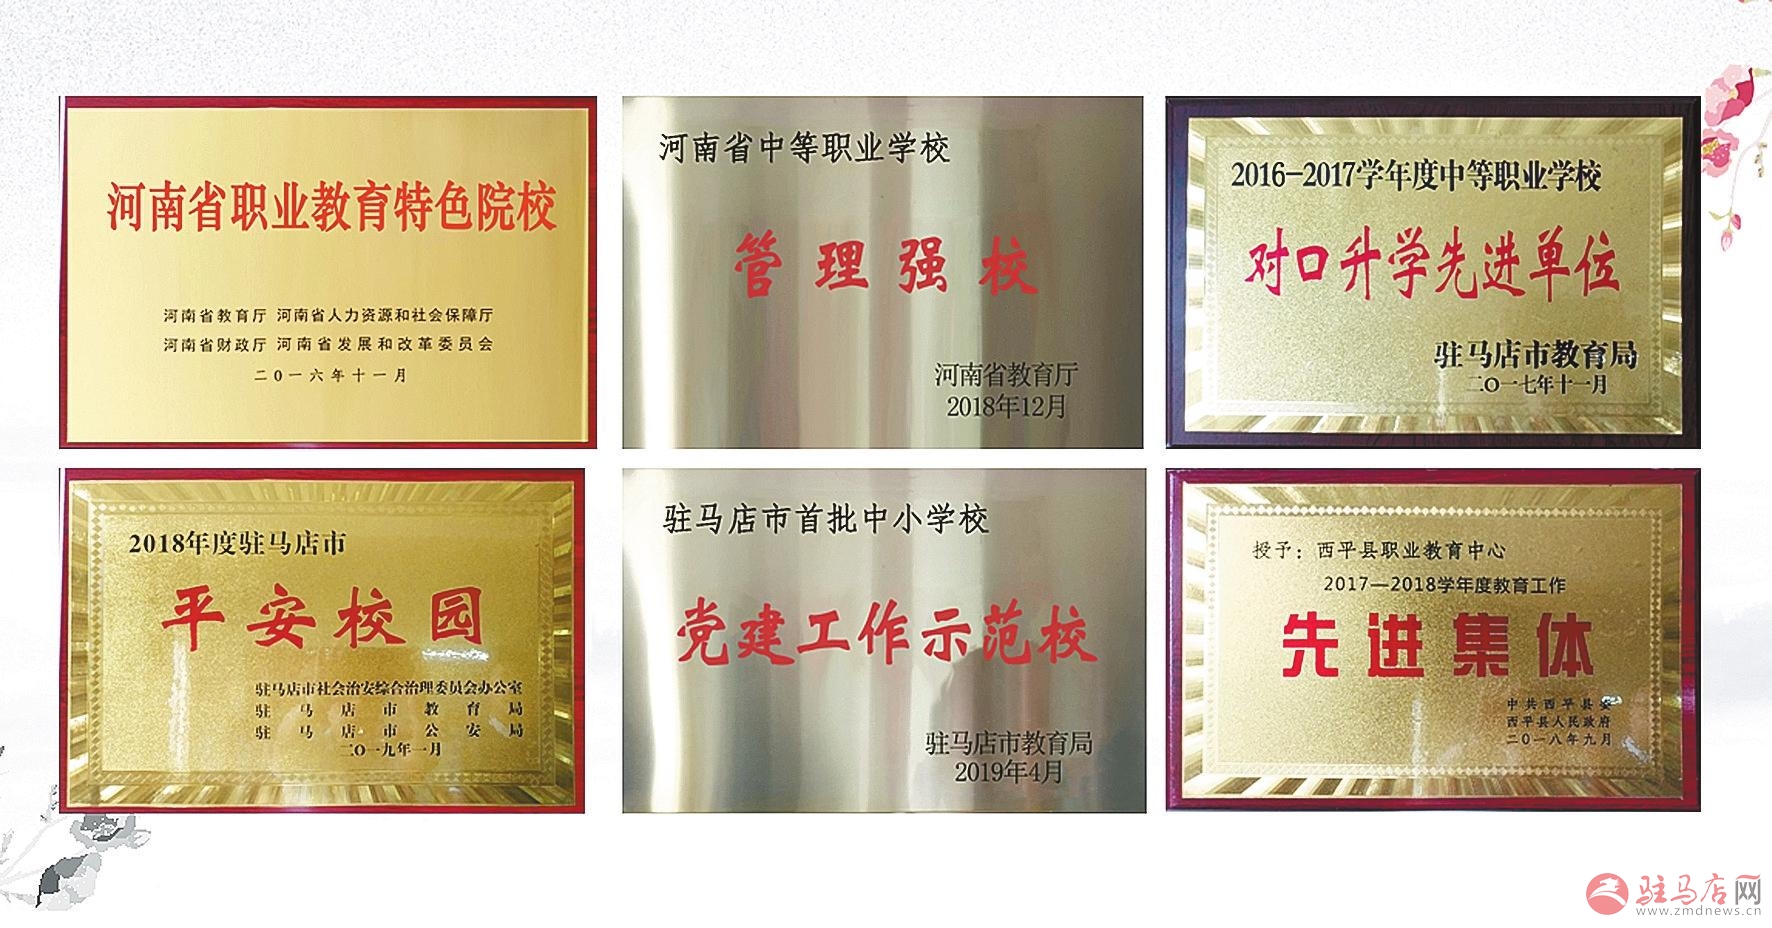 河南省职业教育特色院校
河南省教育厅 河南省人力资源和社会保障厅
河南省财政厅 河南省发展和改革委员会
二〇一六年十一月
河南省中等职业学校
管理强校
河南省教育厅
2018年12月
2016-2017学年度中等职业学校
对口升学先进单位
驻马店市教育局
二〇一七年十一月
2018年度驻马店市
平安校园
驻马店市社会治安综合治理委员会办公室
驻马店市教育局
驻马店市公安局
二〇一九年一月
驻马店市首批中小学校
党建工作示范校
驻马店市教育局
2019年4月
授予：西平县职业教育中心
2017—2018学年度教育工作
先进集体
中共西平县委
西平县人民政府
二〇一八年九月
驻马店网
www.zmdnews.cn